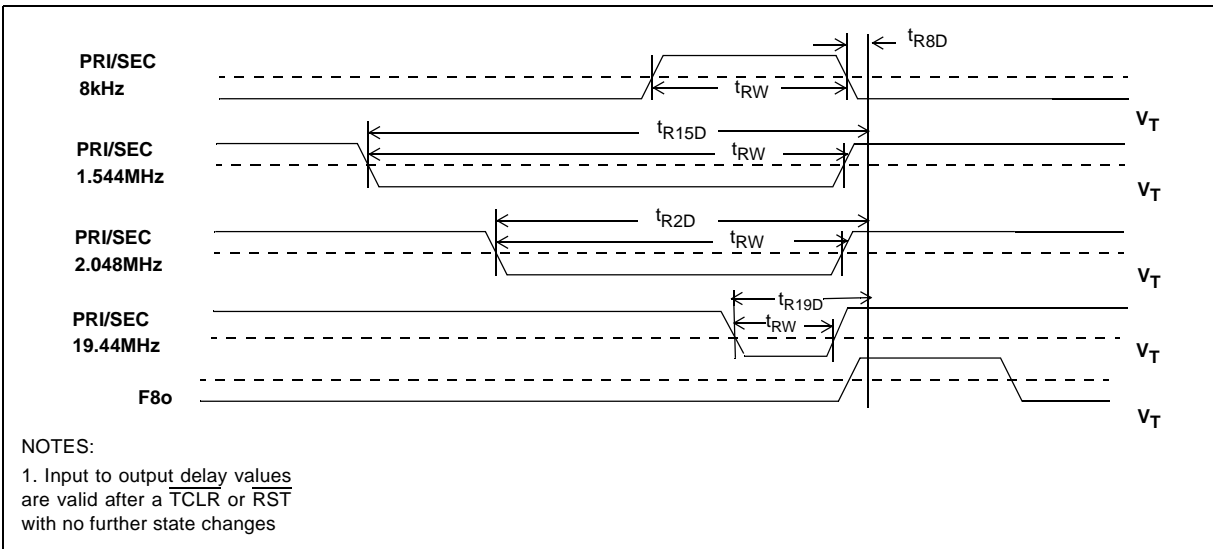 tR8D
PRI/SEC
8kHz
tRW
VT
tR15D
PRI/SEC
1.544MHz
tRW
VT
tR2D
PRI/SEC
2.048MHz
tRW
VT
tR19D
PRI/SEC
19.44MHz
tRW
VT
F8o
VT
NOTES:
1. Input to output delay values
are valid after a TCLR or RST
with no further state changes